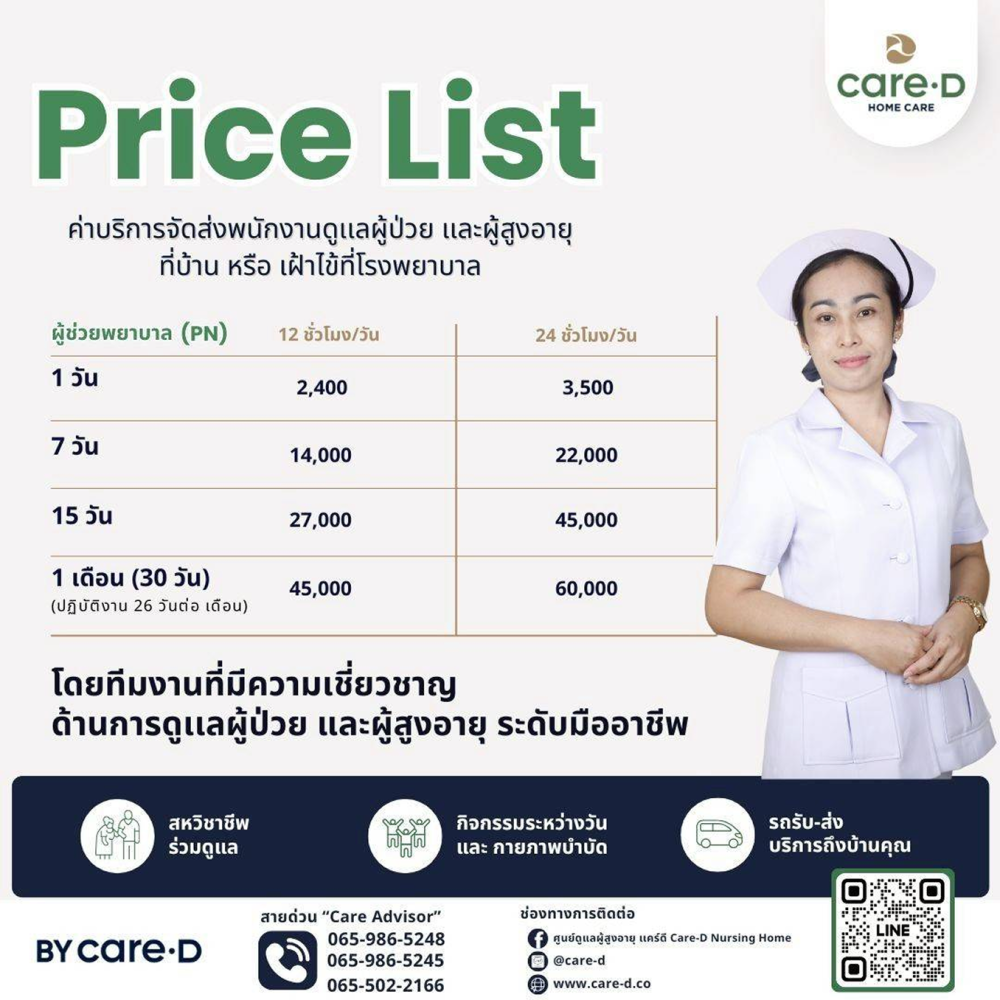 care·D
HOME CARE
Price List
ค่าบริการจัดส่งพนักงานดูแลผู้ป่วย และผู้สูงอายุ
ที่บ้าน หรือ เฝ้าไข้ที่โรงพยาบาล
ผู้ช่วยพยาบาล (PN) 12 ชั่วโมง/วัน 24 ชั่วโมง/วัน
1 วัน 2,400 3,500
7 วัน 14,000 22,000
15 วัน 27,000 45,000
1 เดือน (30 วัน) 45,000 60,000
(ปฏิบัติงาน 26 วันต่อ เดือน)
โดยทีมงานที่มีความเชี่ยวชาญ
ด้านการดูแลผู้ป่วย และผู้สูงอายุ ระดับมืออาชีพ
สหวิชาชีพ
ร่วมดูแล
กิจกรรมระหว่างวัน
และ กายภาพบำบัด
รถรับ-ส่ง
บริการถึงบ้านคุณ
BY care·D
สายด่วน “Care Advisor”
065-986-5248
065-986-5245
065-502-2166
ช่องทางการติดต่อ
ศูนย์ดูแลผู้สูงอายุ แคร์ดี Care-D Nursing Home
@care-d
www.care-d.co
LINE